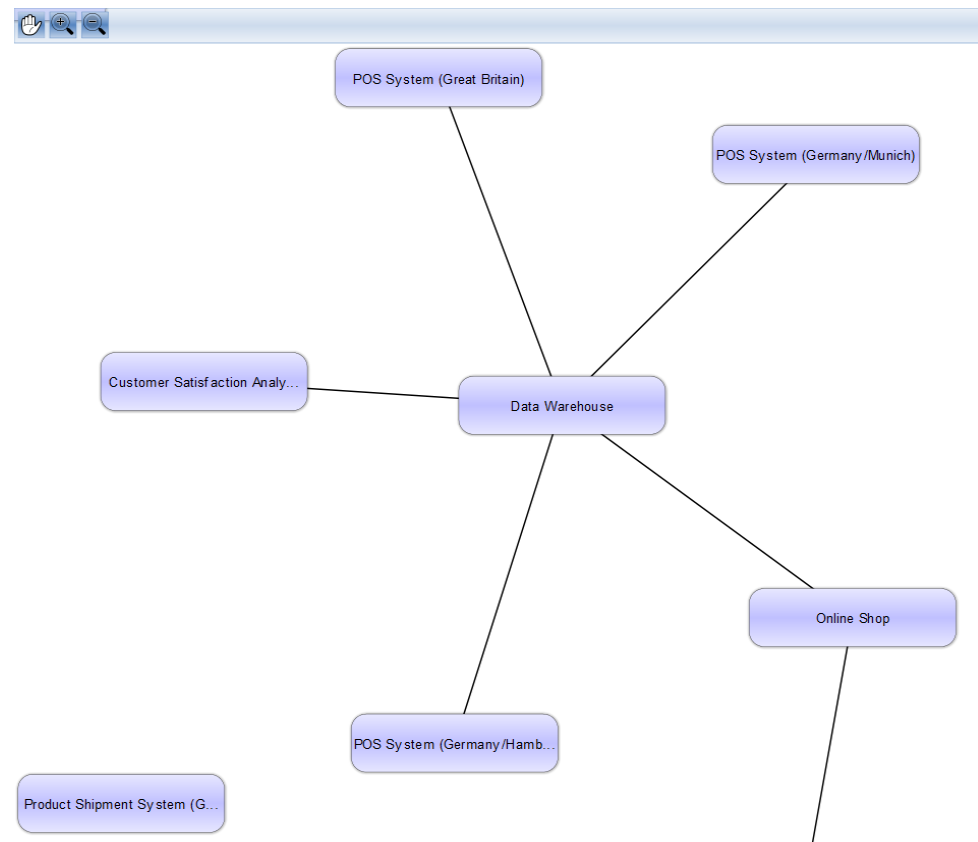 POS System (Great Britain)
POS System (Germany/Munich)
Customer Satisfaction Analy...
Data Warehouse
Online Shop
POS System (Germany/Hamb...
Product Shipment System (G...